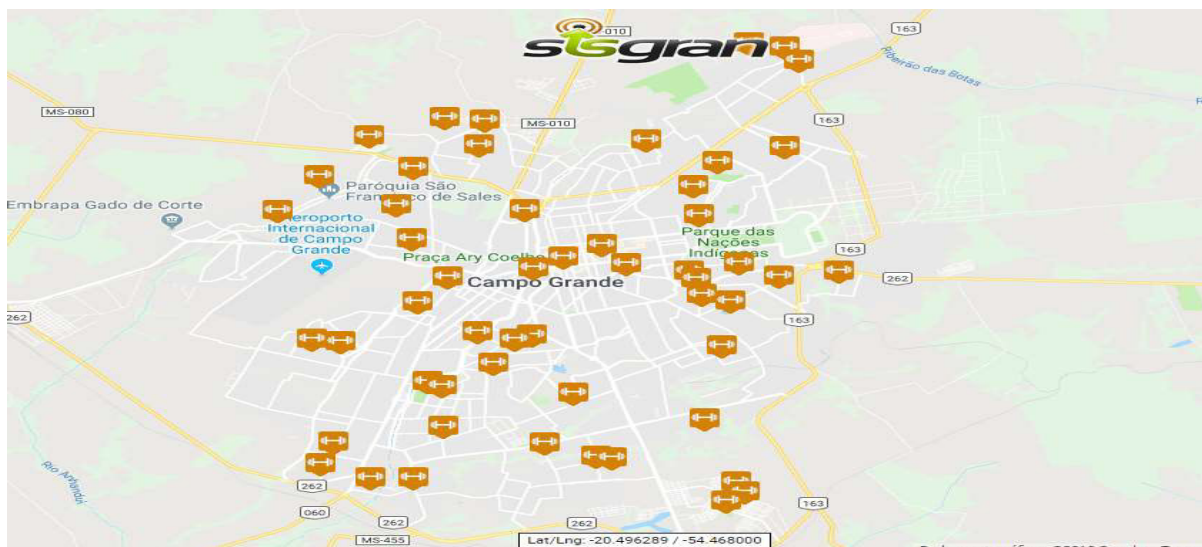 sisgran
-010
163
Ribeirão das Botas
MS-080
MS-010
163
Paróquia São
Francisco de Sales
Embrapa Gado de Corte
Aeroporto
Internacional
de Campo
Grande
Parque das
Nações
Indígenas
163
Praça Ary Coelho
262
Campo Grande
262
163
Rio Anhanduí
262
163
060
262
262
MS-455
Lat/Lng: -20.496289 / -54.468000